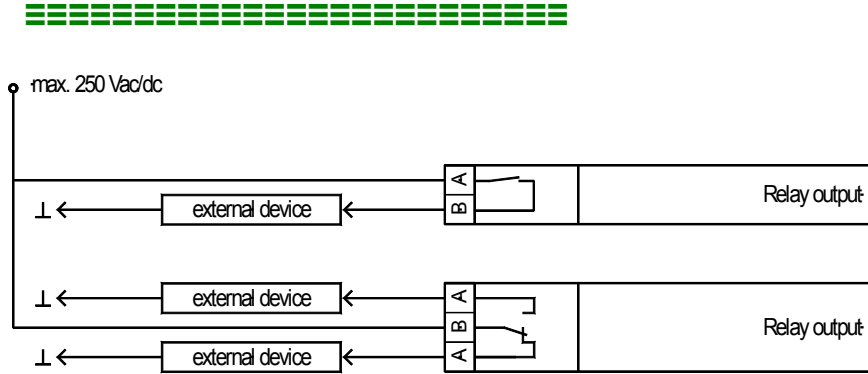 max. 250 Vac/dc
A
Relay output
external device
B
external device
A
B
Relay output
external device
A